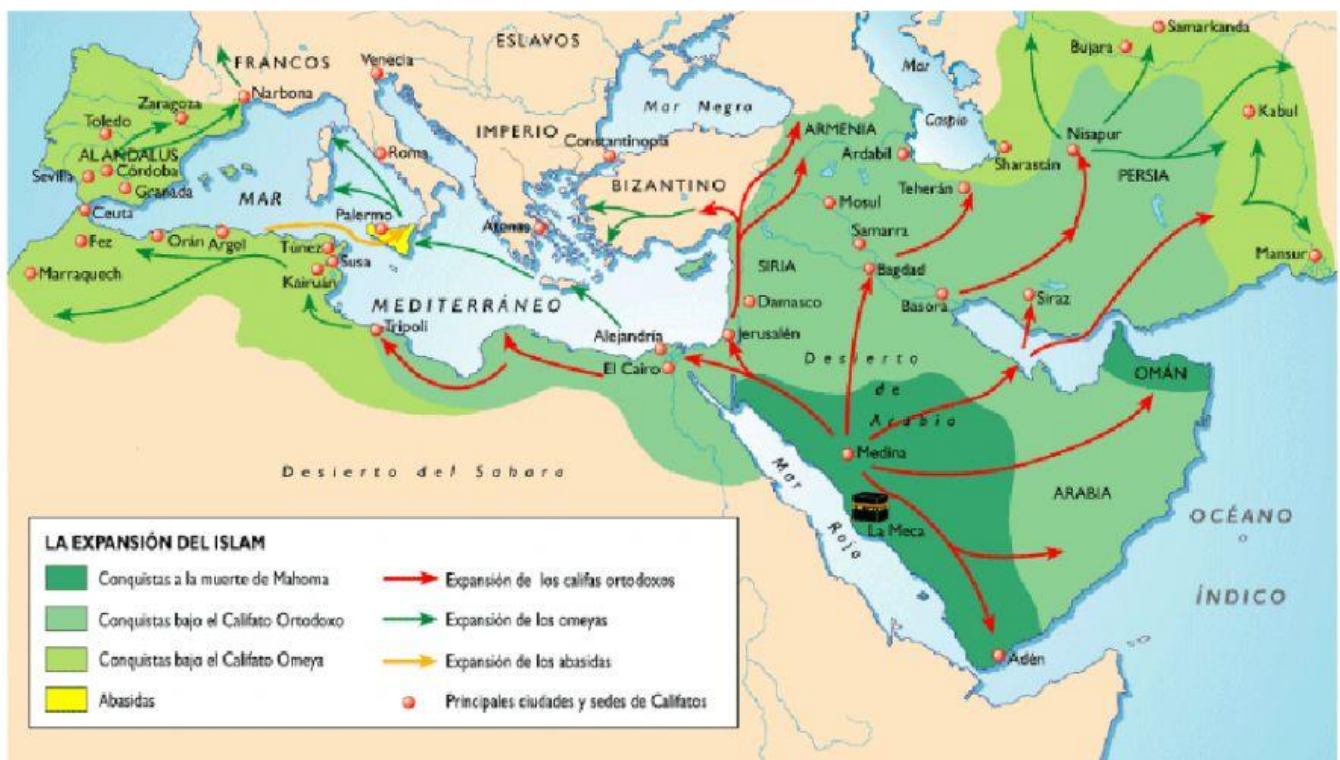 ESLAVOS
FRANCOS
Venecia
Narbona
Zaragoza
Toledo
AL ANDALUS
Córdoba
Sevilla
Granada
Ceuta
Fez
Orán
Argel
Marraquech
MAR
Roma
Palermo
Túnez
Susa
Kairuán
MEDITERRÁNEO
Trípoli
IMPERIO
BIZANTINO
Constantinopla
Atenas
Mar Negro
Alejandría
El Cairo
Mar
Caspio
ARMENIA
Ardabil
Mosul
Samarra
SIRIA
Damasco
Jerusalén
Bagdad
Basora
Teherán
Sharastán
Nisapur
PERSIA
Siraz
Bujara
Samarkanda
Kabul
Mansur
Desierto
de
Arabia
OMÁN
Medina
La Meca
ARABIA
Mar
Rojo
Adén
Desierto del Sahara
OCÉANO
ÍNDICO
LA EXPANSIÓN DEL ISLAM
Conquistas a la muerte de Mahoma
Conquistas bajo el Califato Ortodoxo
Conquistas bajo el Califato Omeya
Abasidas
Expansión de los califas ortodoxos
Expansión de los omeyas
Expansión de los abasidas
Principales ciudades y sedes de Califatos